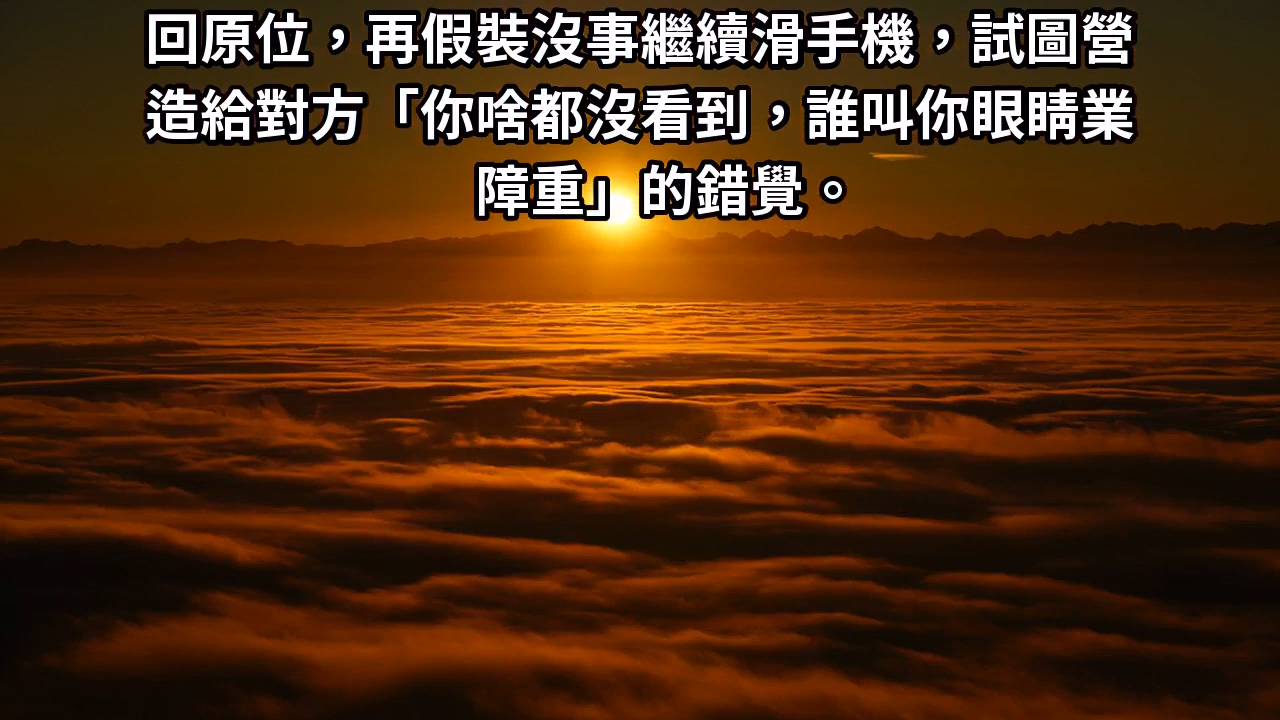 回原位，再假裝沒事繼續滑手機，試圖營
造給對方「你啥都沒看到，誰叫你眼睛業
障重」的錯覺。